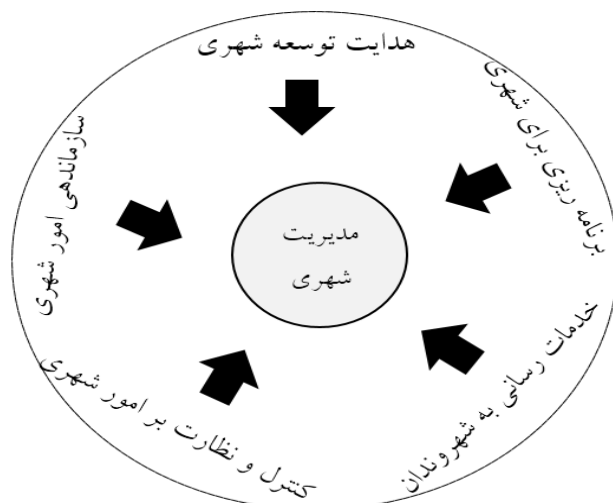 هدایت توسعه شهری
برنامه ریزی برای شهری
خدمات رسانی به شهروندان
کنترل و نظارت بر امور شهری
سازماندهی امور شهری
مدیریت
شهری